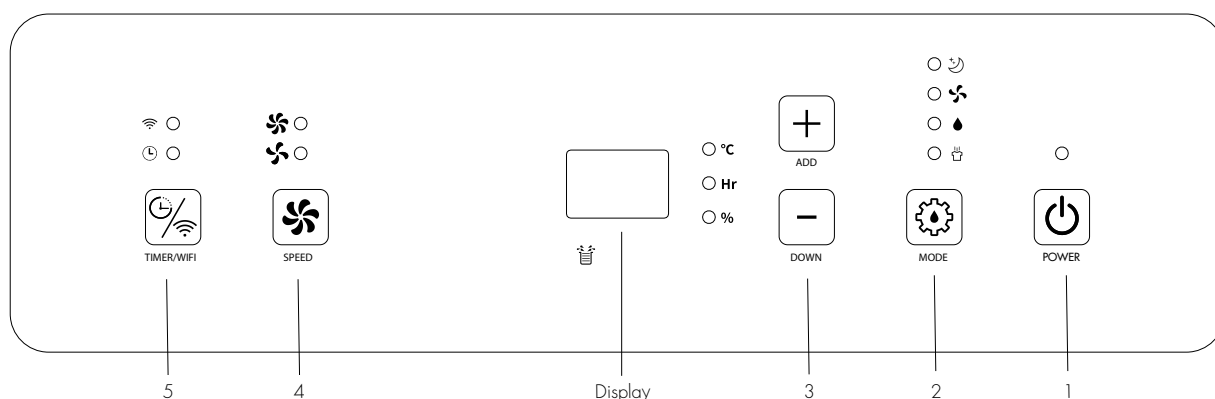 °C
ADD
Hr
%
TIMER/WIFI
SPEED
DOWN
MODE
POWER
5
4
Display
3
2
1